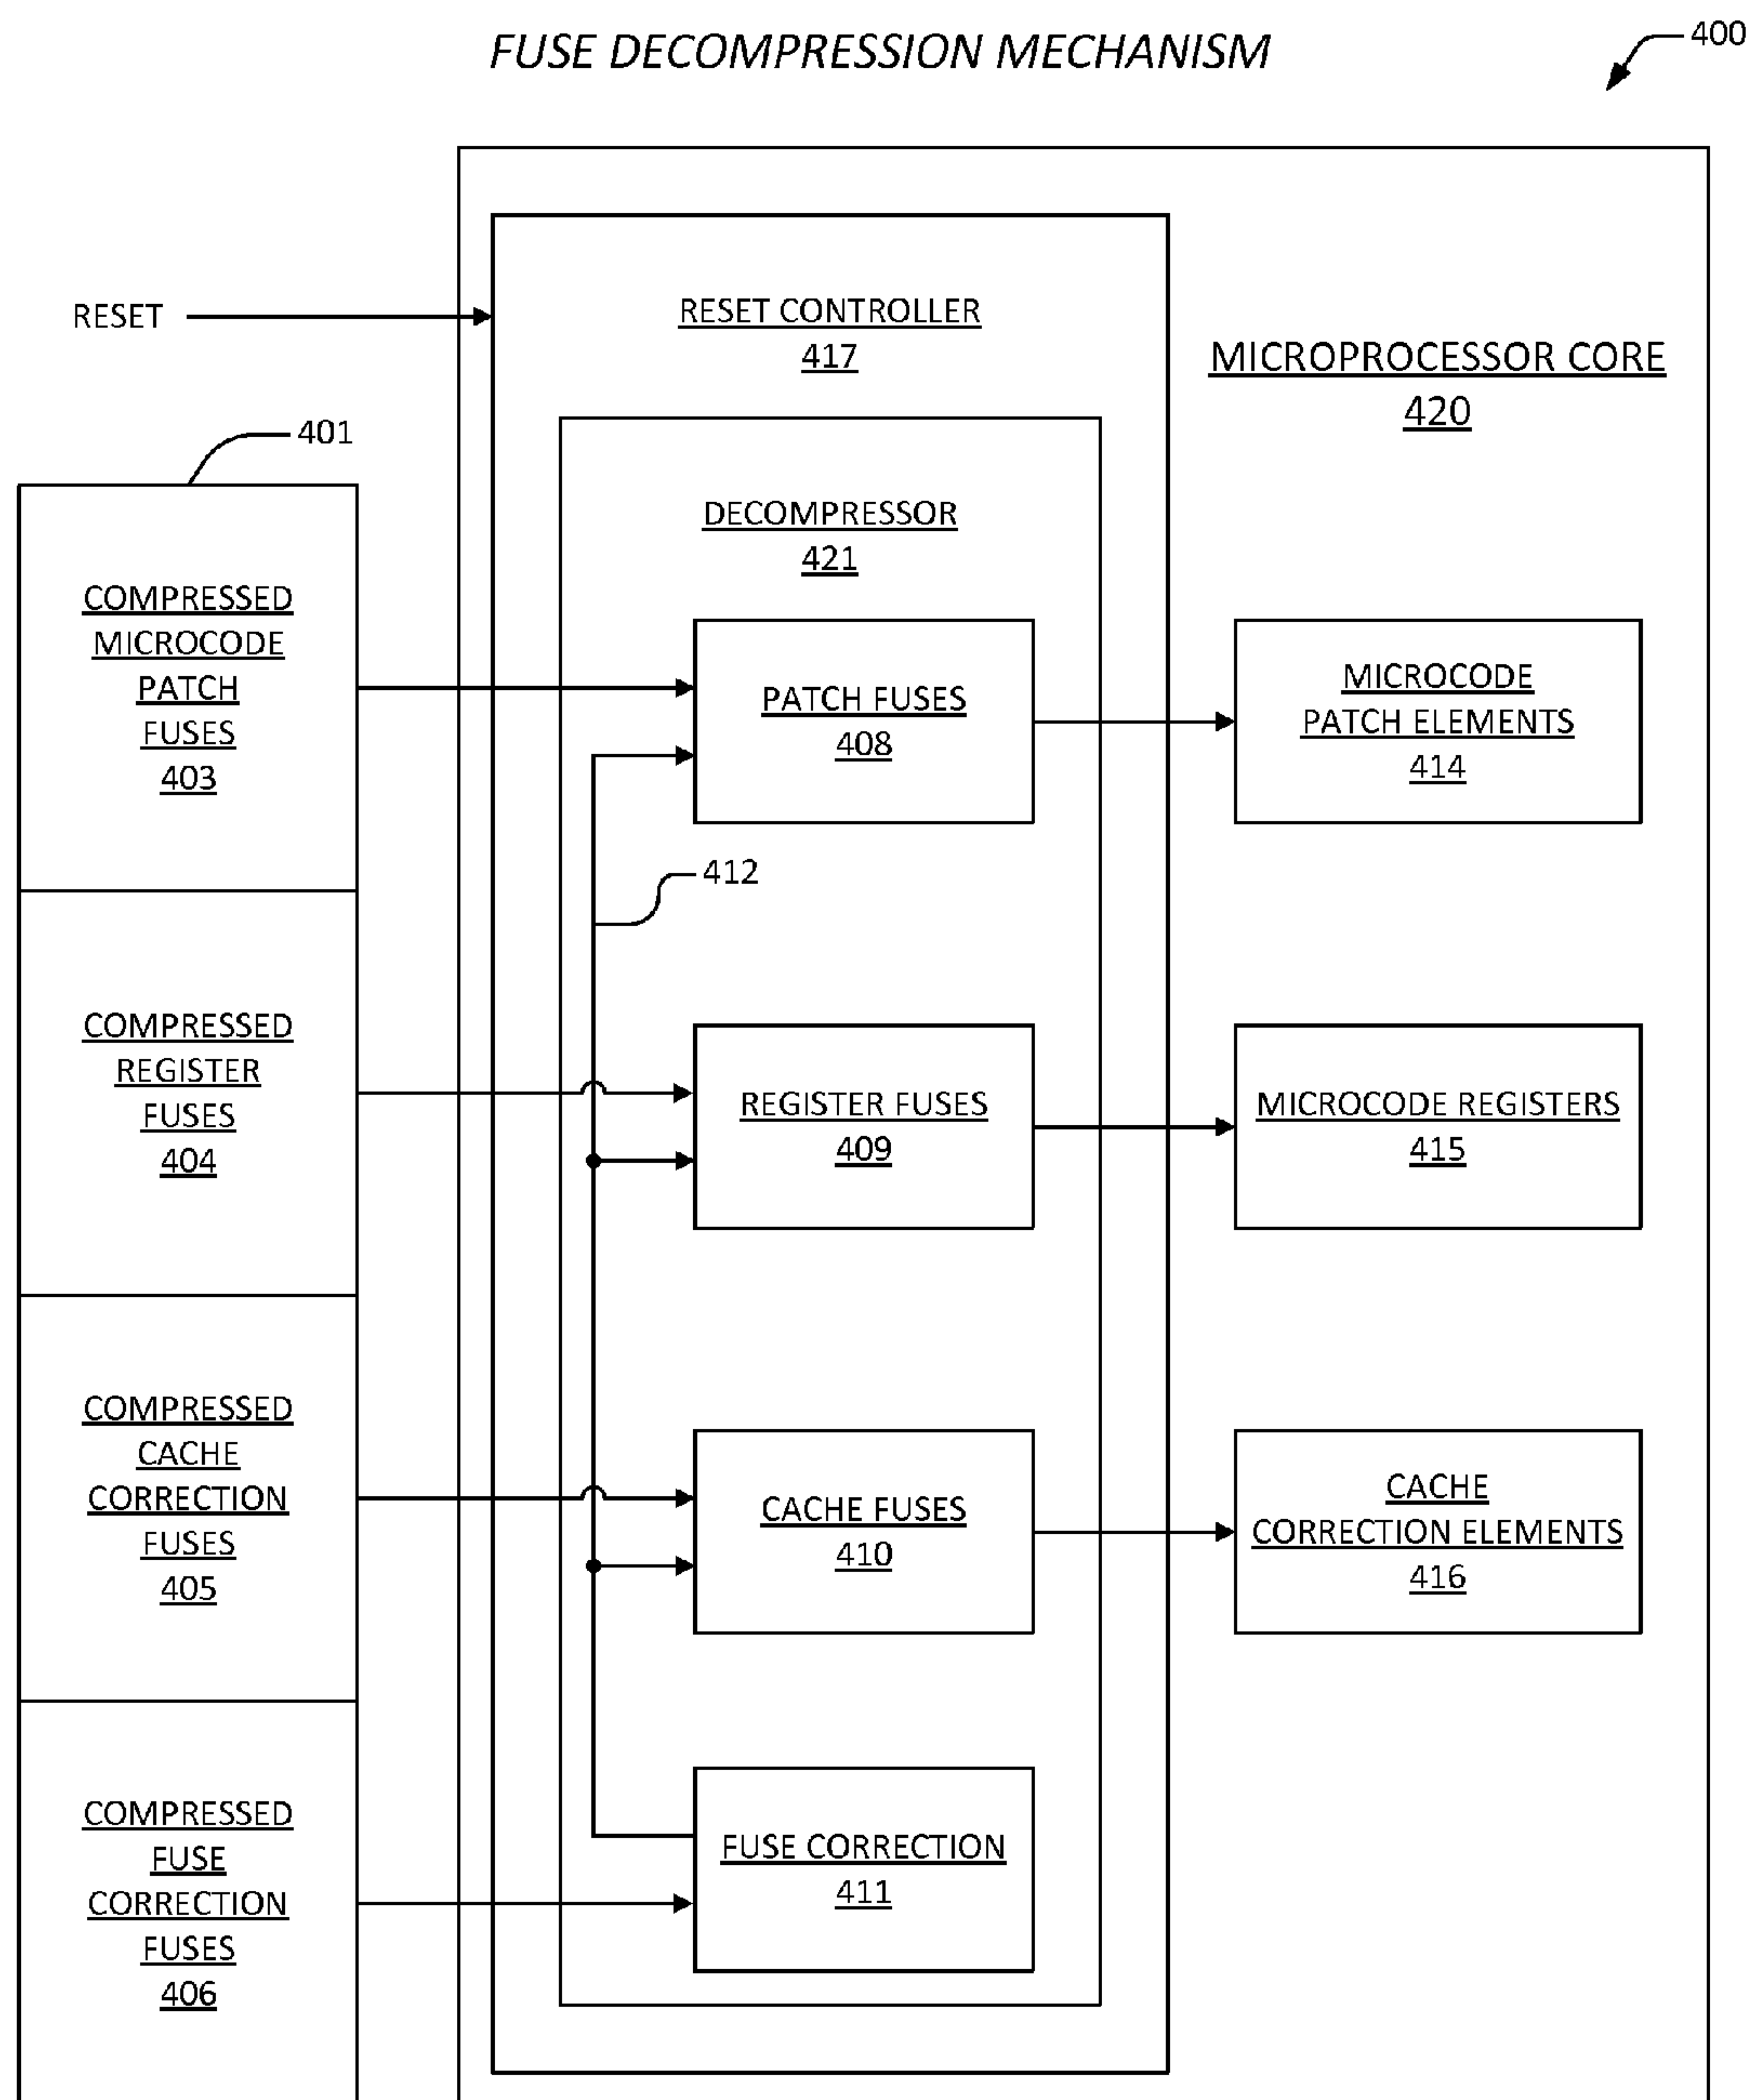 FUSE DECOMPRESSION MECHANISM
400
RESET
RESET CONTROLLER
417
MICROPROCESSOR CORE
420
401
DECOMPRESSOR
421
COMPRESSED
MICROCODE
PATCH
FUSES
403
PATCH FUSES
408
MICROCODE
PATCH ELEMENTS
414
412
COMPRESSED
REGISTER
FUSES
404
REGISTER FUSES
409
MICROCODE REGISTERS
415
COMPRESSED
CACHE
CORRECTION
FUSES
405
CACHE FUSES
410
CACHE
CORRECTION ELEMENTS
416
COMPRESSED
FUSE
CORRECTION
FUSES
406
FUSE CORRECTION
411